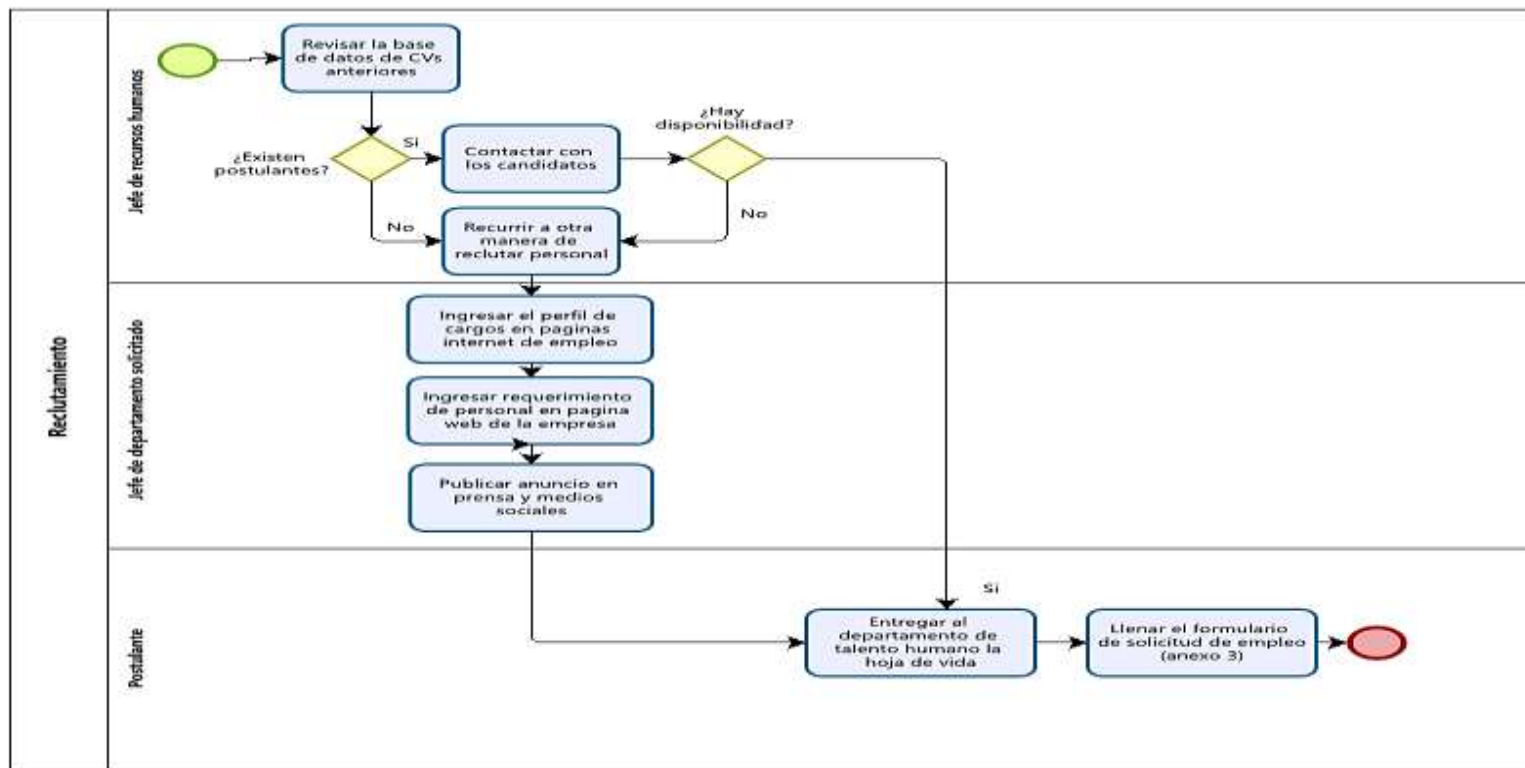 Reclutamiento
Jefe de recursos humanos
Revisar la base
de datos de CVs
anteriores
¿Existen
postulantes?
Si
Contactar con
los candidatos
¿Hay
disponibilidad?
No
No
Recurrir a otra
manera de
reclutar personal
Jefe de departamento solicitado
Ingresar el perfil de
cargos en paginas
internet de empleo
Ingresar requerimiento
de personal en pagina
web de la empresa
Publicar anuncio en
prensa y medios
sociales
Postulante
Si
Entregar al
departamento de
talento humano la
hoja de vida
Llenar el formulario
de solicitud de empleo
(anexo 3)